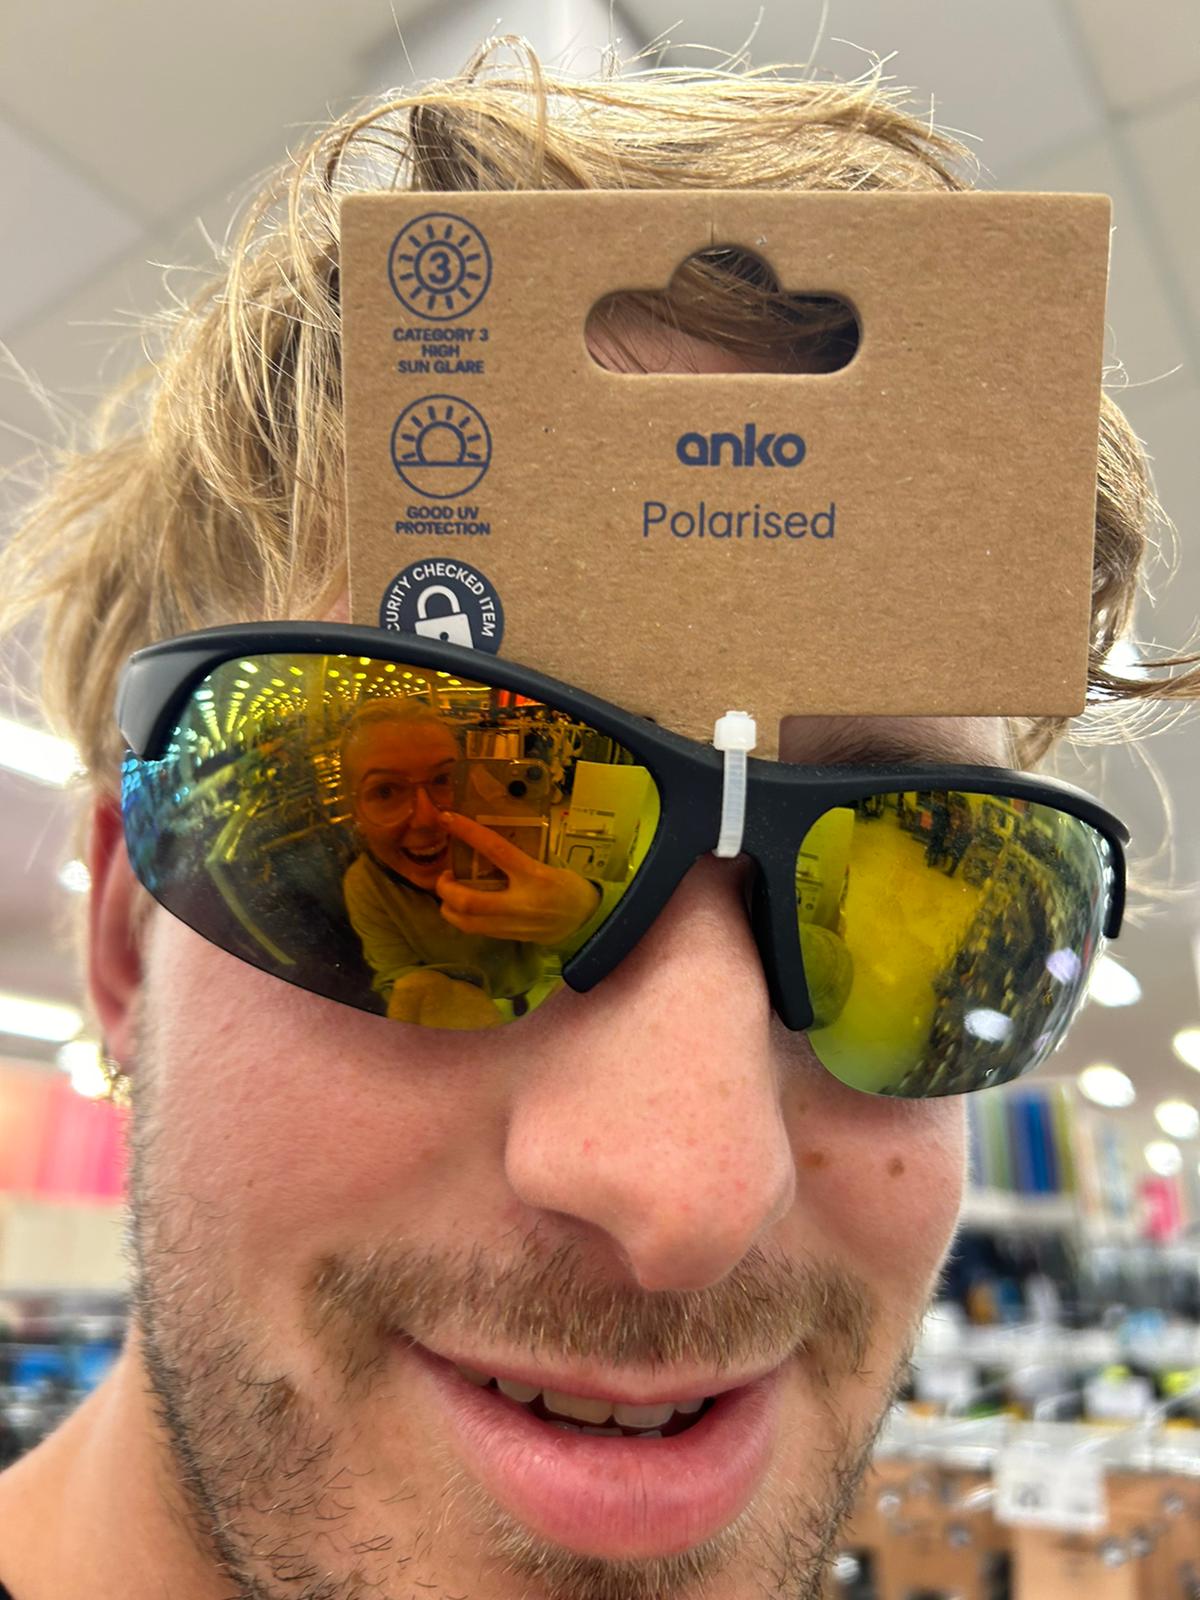 3
CATEGORY 3
HIGH
SUN GLARE
GOOD UV
PROTECTION
CURITY CHECKED ITEM
anko
Polarised